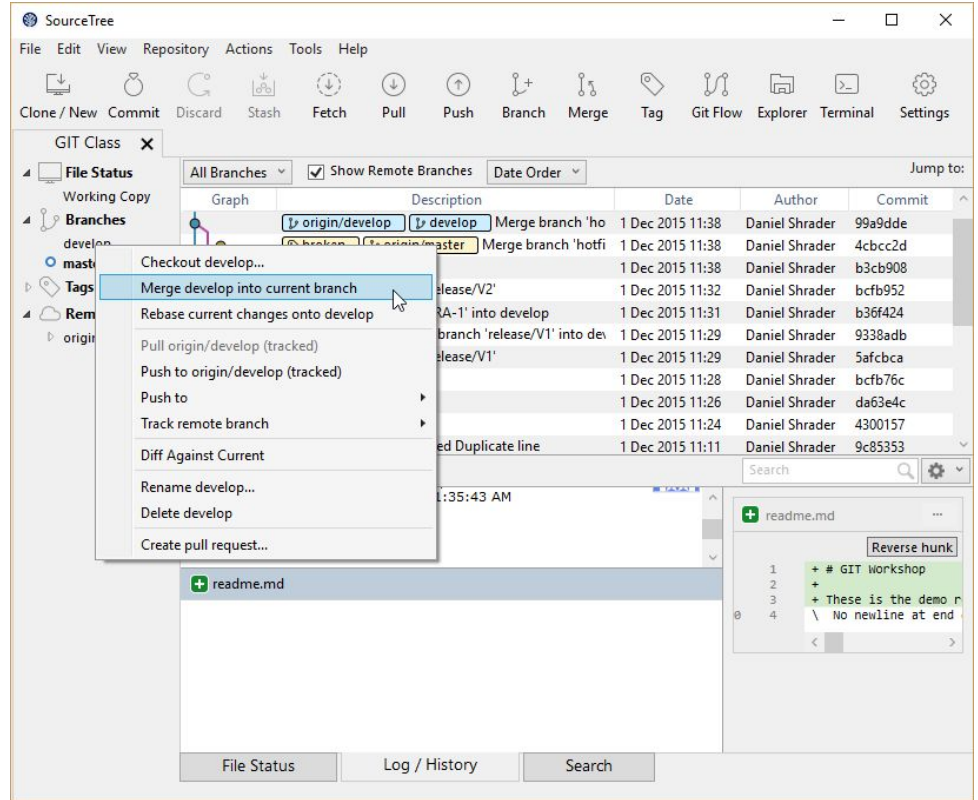 SourceTree
File Edit View Repository Actions Tools Help
Clone / New Commit Discard Stash Fetch Pull Push Branch Merge Tag Git Flow Explorer Terminal Settings
GIT Class
File Status
Working Copy
Branches
develop
Tags
All Branches Show Remote Branches Date Order Jump to:
Graph Description Date Author Commit
origin/develop develop Merge branch 'ho 1 Dec 2015 11:38 Daniel Shrader 99a9dde
broken origin/master Merge branch 'hotfi 1 Dec 2015 11:38 Daniel Shrader 4cbcc2d
1 Dec 2015 11:38 Daniel Shrader b3cb908
elease/V2' 1 Dec 2015 11:32 Daniel Shrader bcfb952
RA-1' into develop 1 Dec 2015 11:31 Daniel Shrader b36f424
branch 'release/V1' into dev 1 Dec 2015 11:29 Daniel Shrader 9338adb
elease/V1' 1 Dec 2015 11:29 Daniel Shrader 5afcbca
1 Dec 2015 11:28 Daniel Shrader bcfb76c
1 Dec 2015 11:26 Daniel Shrader da63e4c
1 Dec 2015 11:24 Daniel Shrader 4300157
ed Duplicate line 1 Dec 2015 11:11 Daniel Shrader 9c85353
Checkout develop...
Merge develop into current branch
Rebase current changes onto develop
Pull origin/develop (tracked)
Push to origin/develop (tracked)
Push to
Track remote branch
Diff Against Current
Rename develop...
Delete develop
Create pull request...
Search
:35:43 AM
readme.md
readme.md ...
Reverse hunk
1 + # GIT Workshop
2 +
3 + These is the demo r
0 4 \ No newline at end
File Status Log / History Search